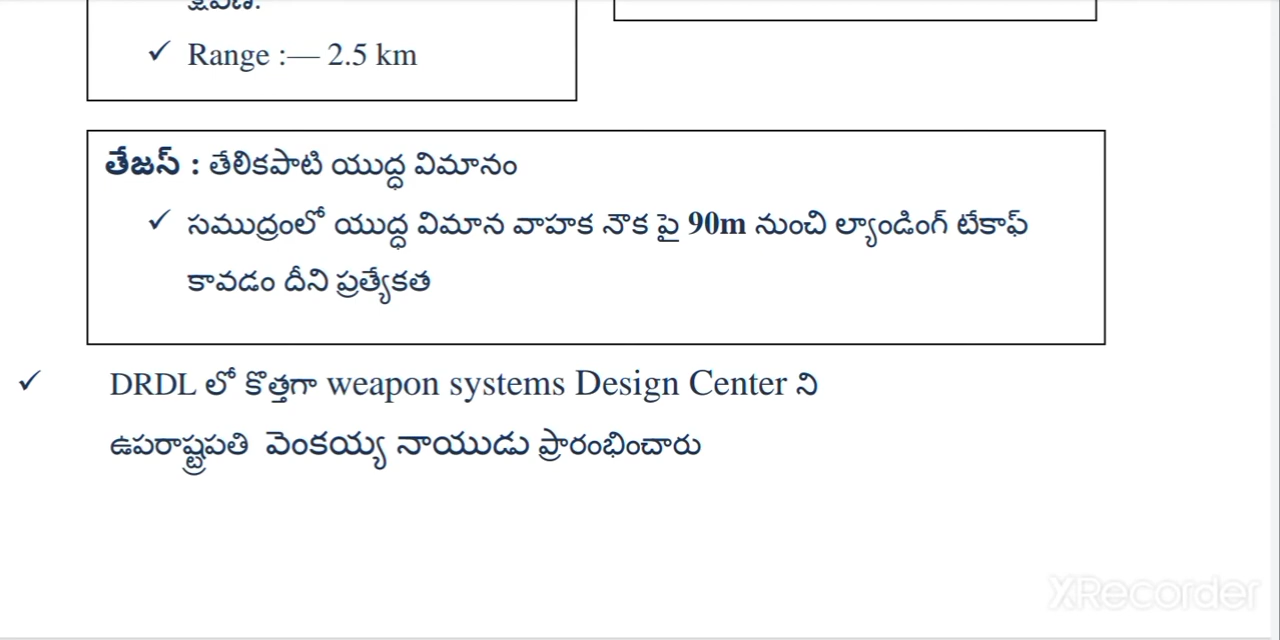 ✓ Range :— 2.5 km
తేజస్ : తేలికపాటి యుద్ధ విమానం
✓ సముద్రంలో యుద్ధ విమాన వాహక నౌక పై 90m నుంచి ల్యాండింగ్ టేకాఫ్
కావడం దీని ప్రత్యేకత
✓ DRDL లో కొత్తగా weapon systems Design Center ని
ఉపరాష్ట్రపతి వెంకయ్య నాయుడు ప్రారంభించారు
XRecorder